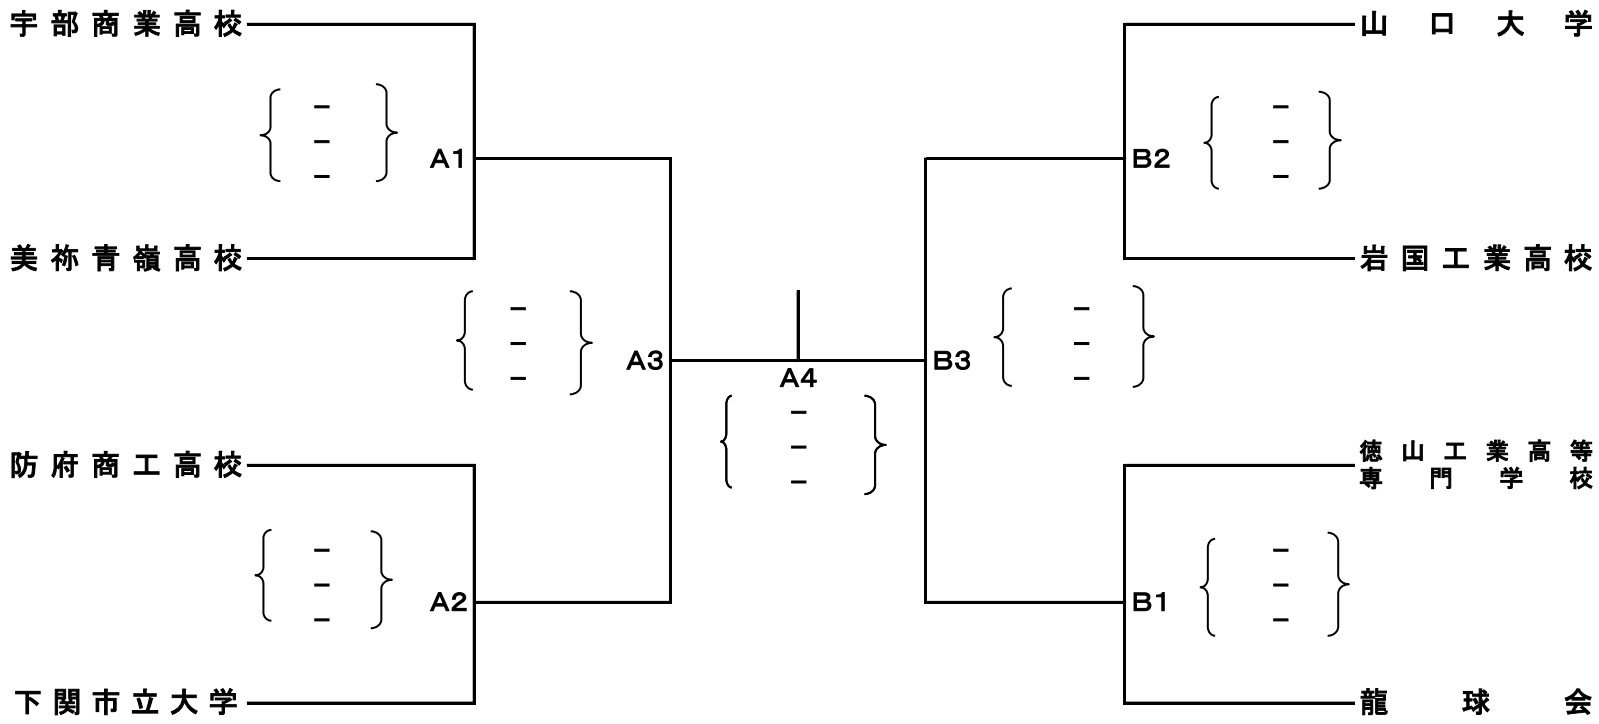 宇部商業高校
山口大学
－
－
－
－
－
－
A1
B2
美祢青嶺高校
岩国工業高校
－
－
－
－
－
－
A3
B3
A4
－
－
－
防府商工高校
徳山工業高等
専門学校
－
－
－
－
－
－
A2
B1
下関市立大学
龍球会